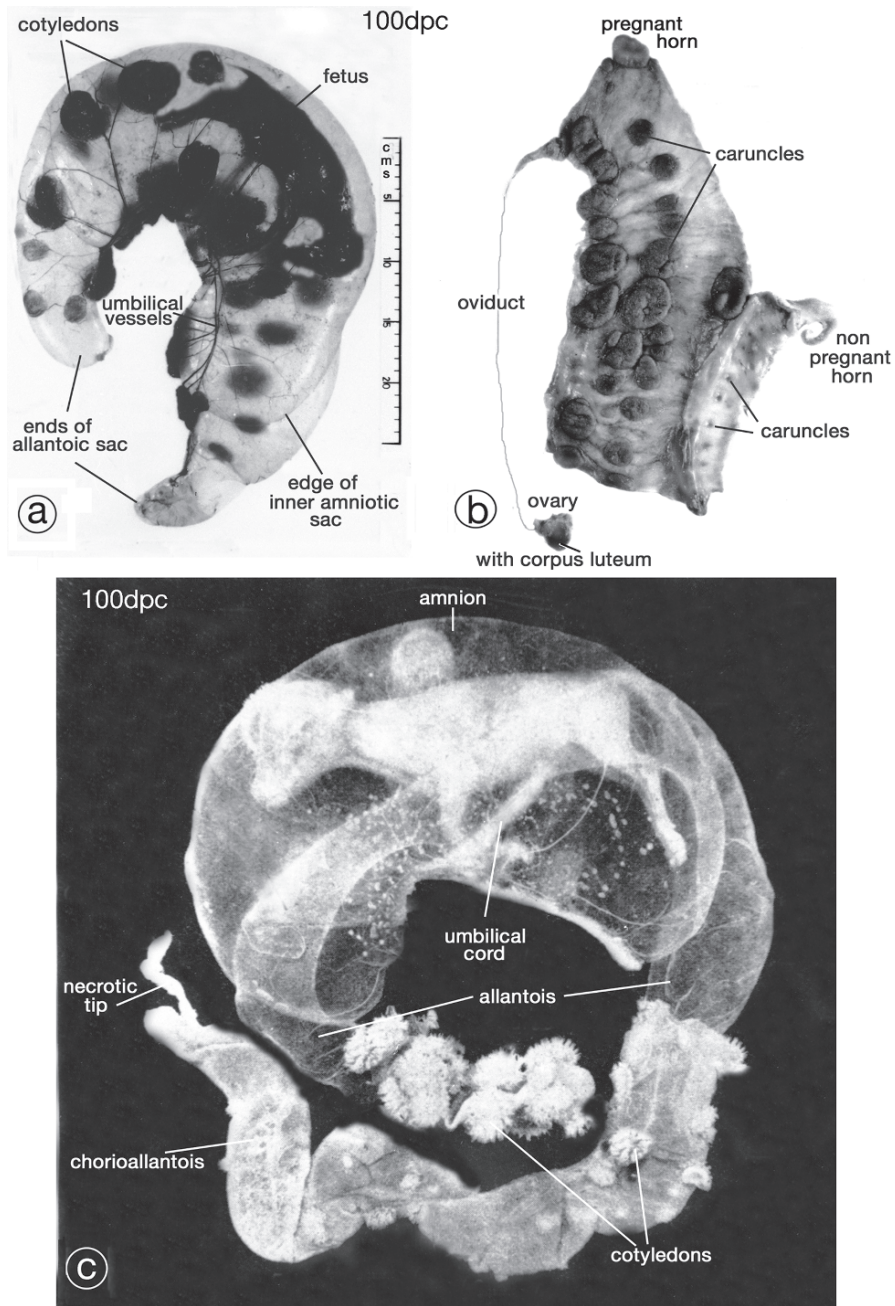 cotyledons
100dpc
fetus
c
m
s
5
10
15
20
umbilical
vessels
ends of
allantoic sac
edge of
inner amniotic
sac
a
pregnant
horn
caruncles
oviduct
non
pregnant
horn
caruncles
ovary
with corpus luteum
b
100dpc
amnion
umbilical
cord
necrotic
tip
allantois
chorioallantois
cotyledons
c